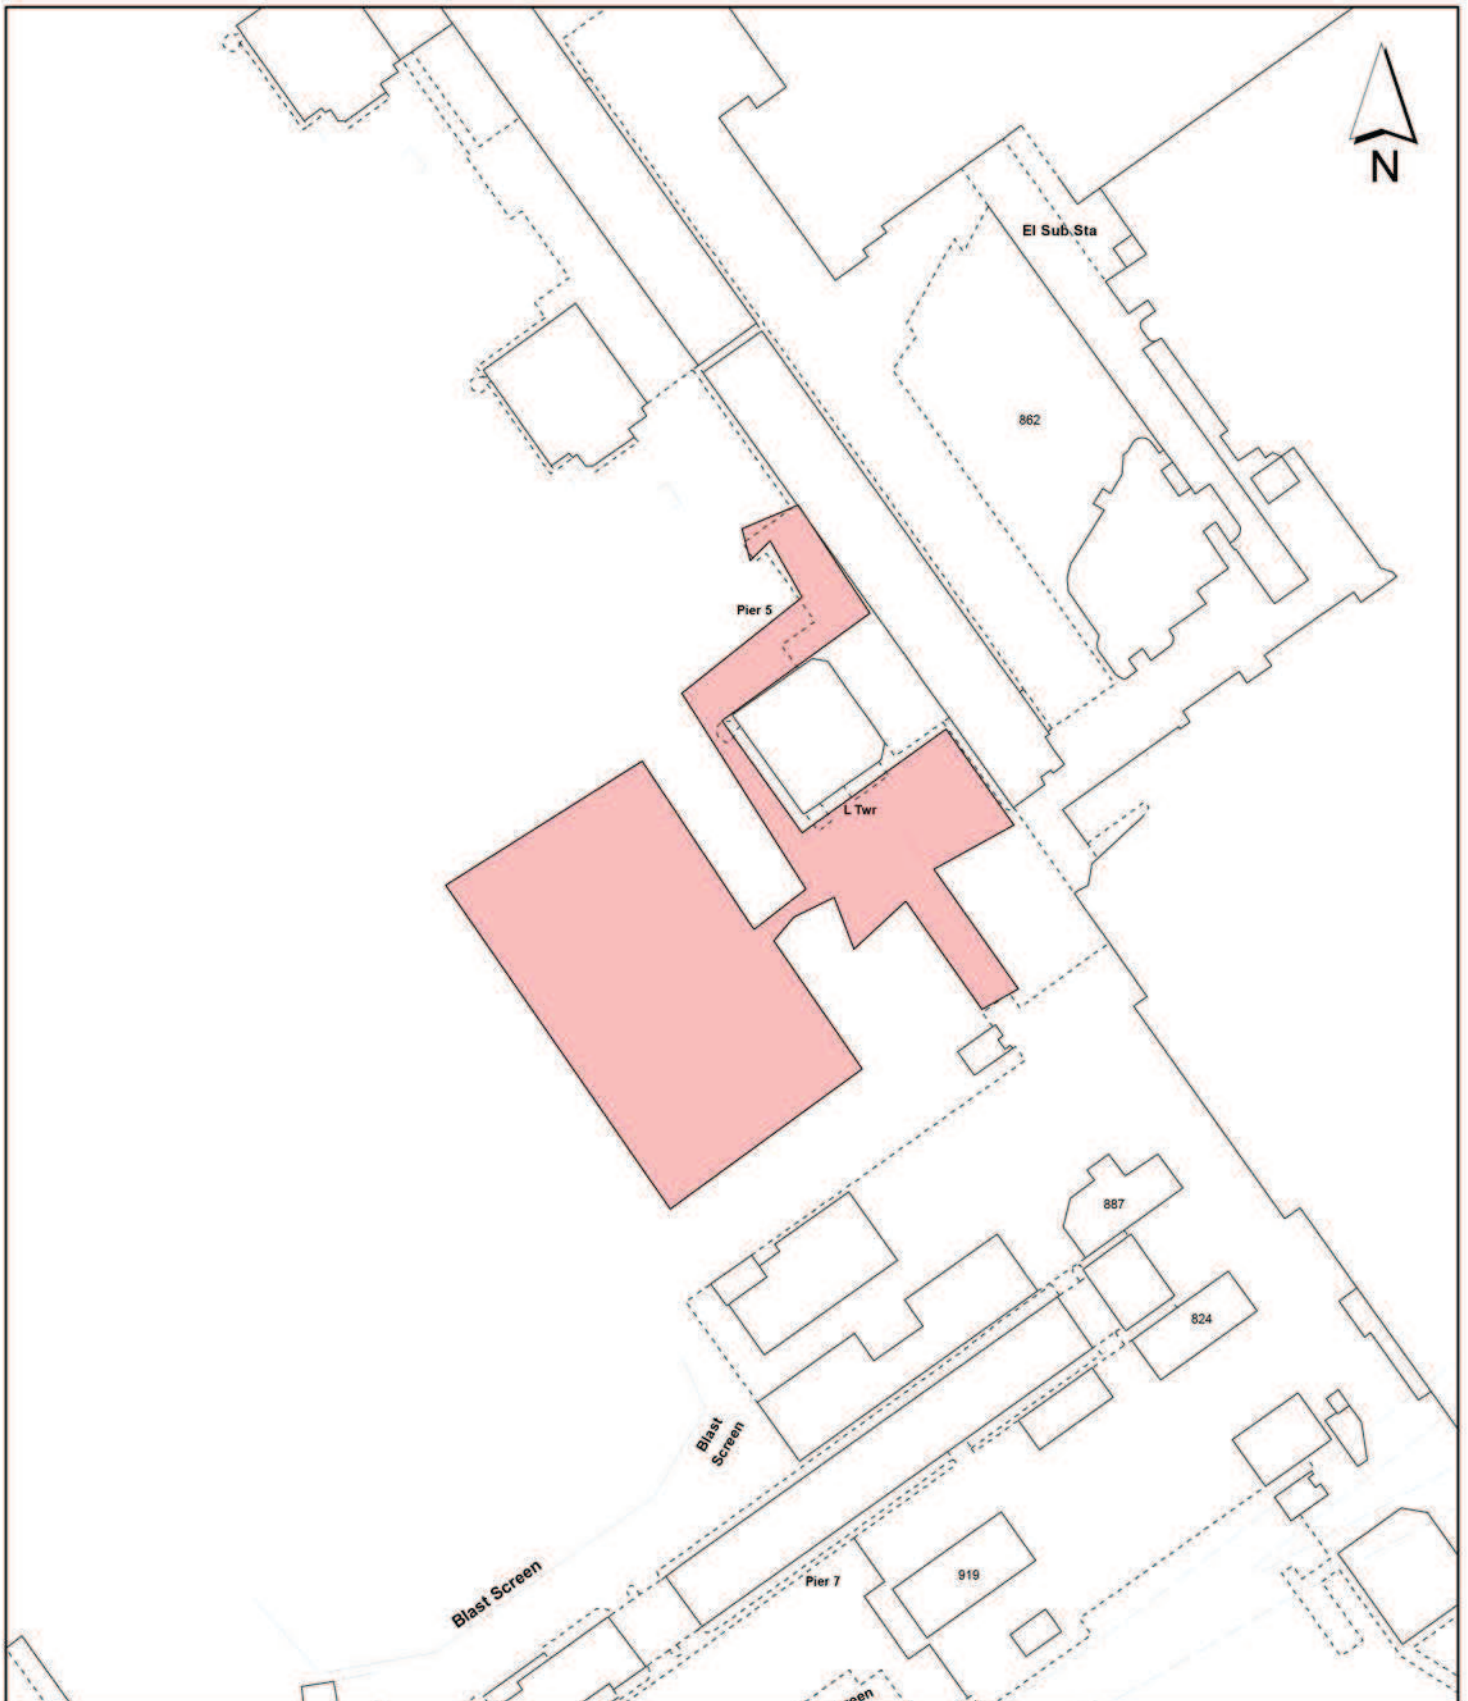 N
El Sub Sta
862
Pier 5
L Twr
887
824
Blast
Screen
Blast Screen
Pier 7
919